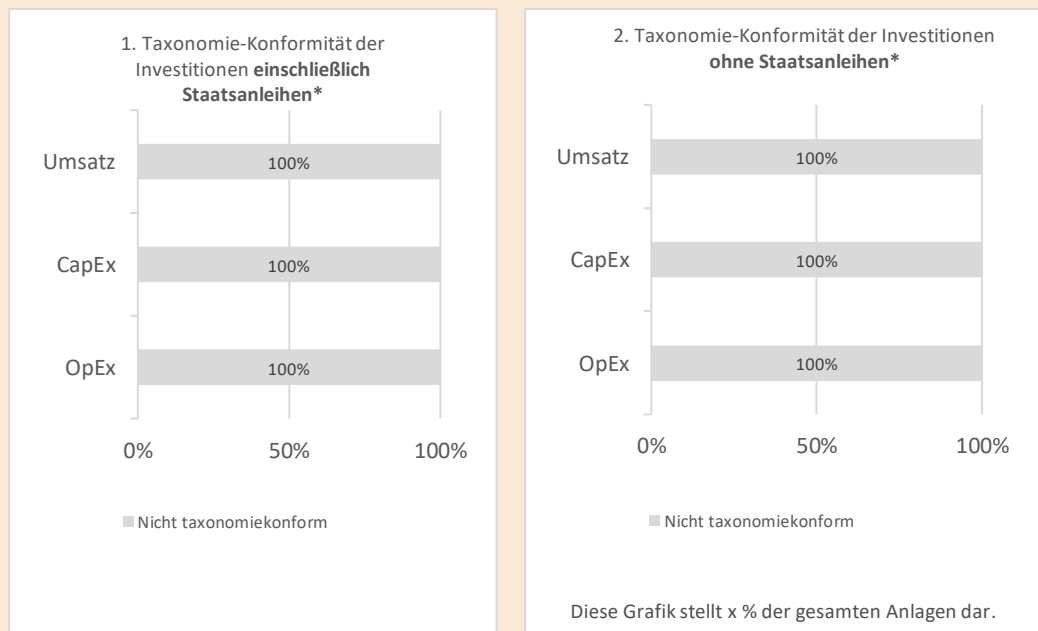 1. Taxonomie-Konformität der
Investitionen einschließlich
Staatsanleihen*
Umsatz
100%
CapEx
100%
OpEx
100%
0%
50%
100%
Nicht taxonomiekonform
2. Taxonomie-Konformität der Investitionen
ohne Staatsanleihen*
Umsatz
100%
CapEx
100%
OpEx
100%
0%
50%
100%
Nicht taxonomiekonform
Diese Grafik stellt x % der gesamten Anlagen dar.